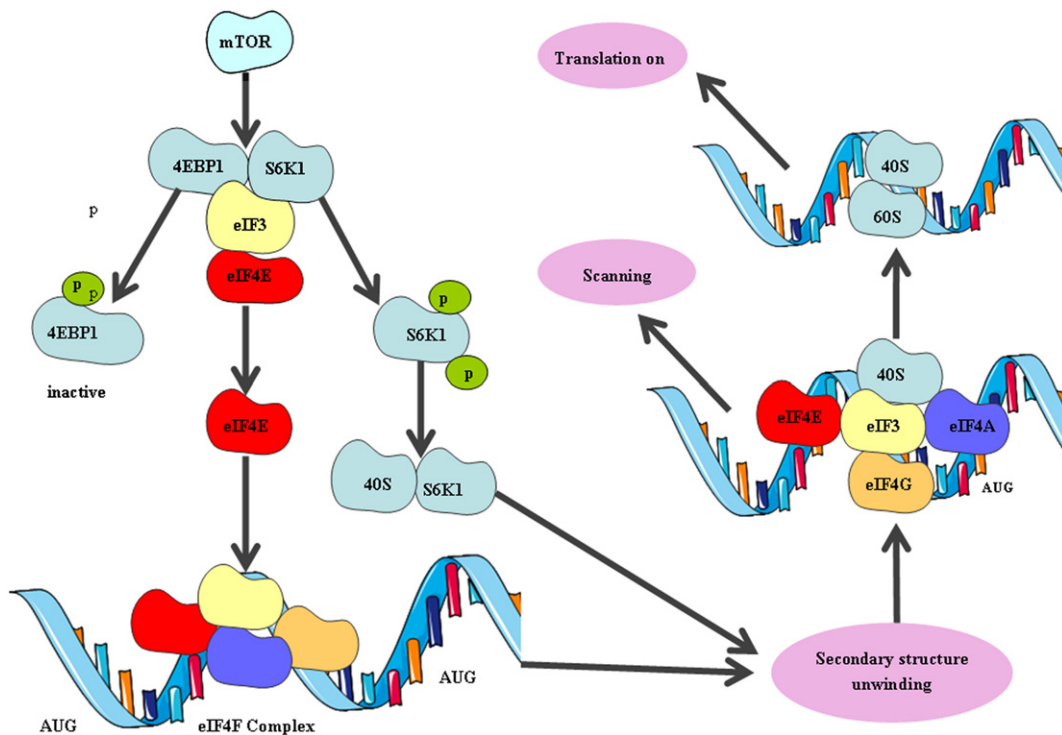 mTOR
4EBP1
S6K1
eIF3
eIF4E
p
p
p
4EBP1
inactive
p
S6K1
p
eIF4E
40S
S6K1
AUG
AUG
eIF4F Complex
Translation on
40S
60S
Scanning
40S
eIF4E
eIF3
eIF4A
eIF4G
AUG
Secondary structure
unwinding